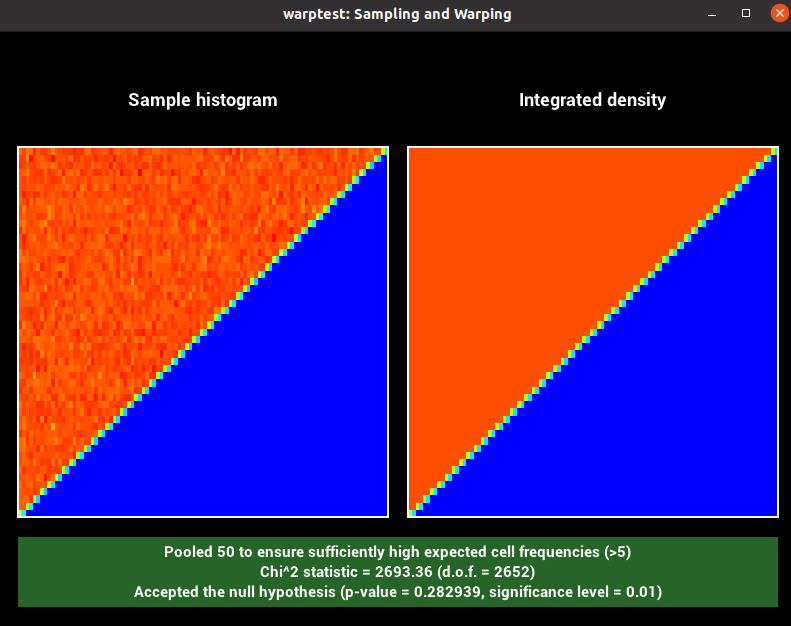 warptest: Sampling and Warping
Sample histogram
Integrated density
Pooled 50 to ensure sufficiently high expected cell frequencies (>5)
Chi^2 statistic = 2693.36 (d.o.f. = 2652)
Accepted the null hypothesis (p-value = 0.282939, significance level = 0.01)